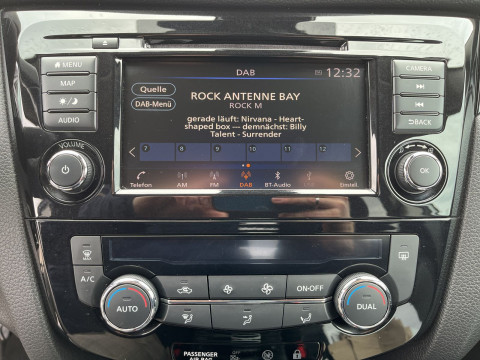 MENU
MAP
AUDIO
VOLUME
DAB 12:32
Quelle
DAB-Menü
ROCK ANTENNE BAY
ROCK M
gerade läuft: Nirvana - Heart-
shaped box --- demnächst: Billy
Talent - Surrender
7 8 9 10 11 12
Telefon AM FM DAB BT-Audio Einstell
CAMERA
BACK
OK
A/C
AUTO
ON·OFF
DUAL
PASSENGER
AIR BAG